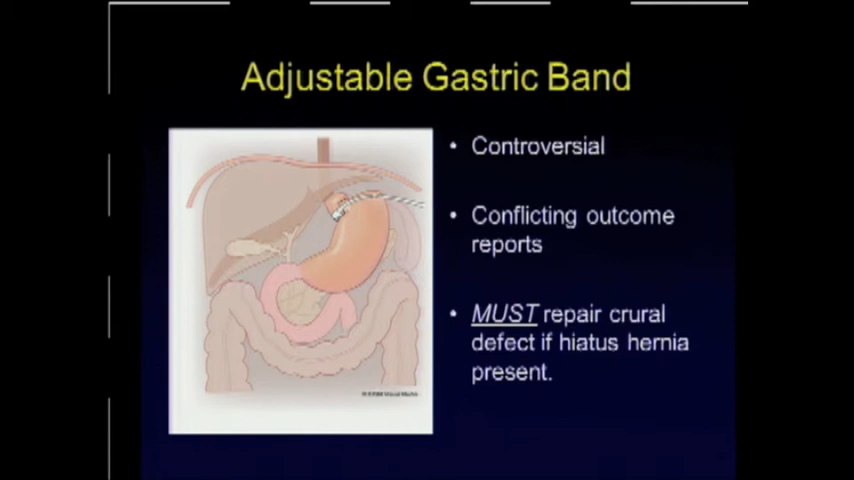 Adjustable Gastric Band
• Controversial
• Conflicting outcome
reports
• MUST repair crural
defect if hiatus hernia
present.